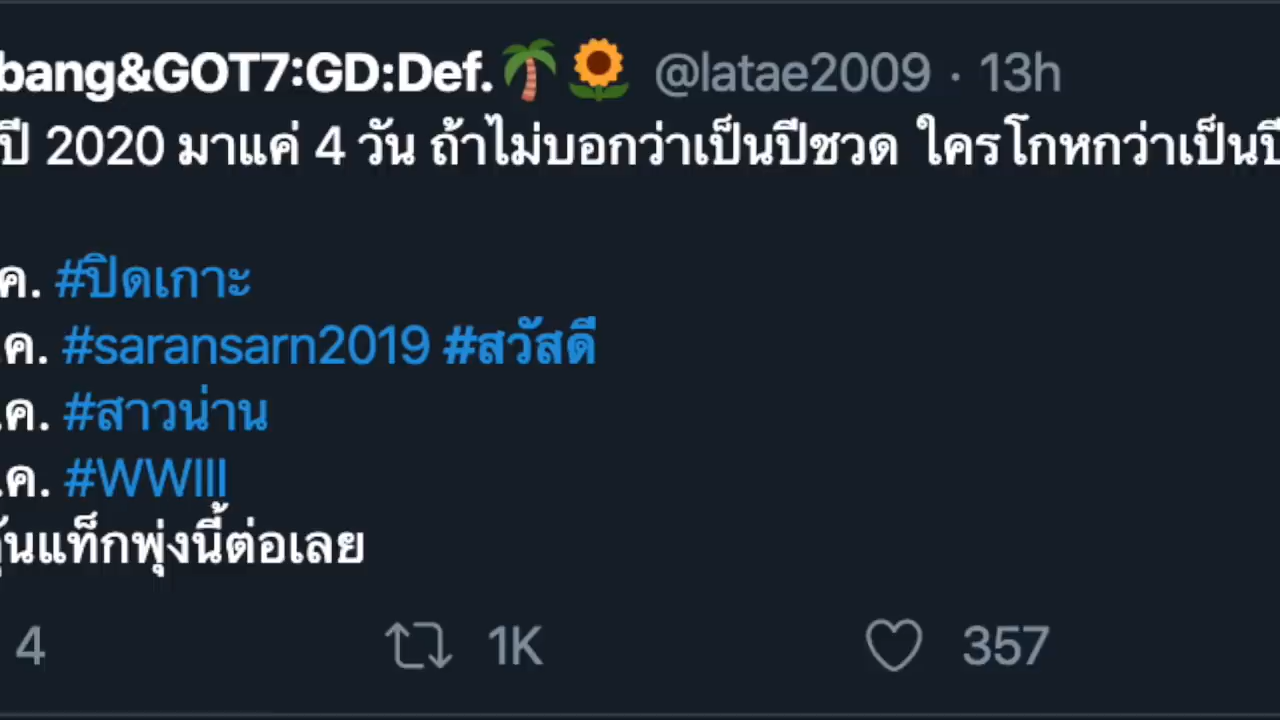 bang&GOT7:GD:Def.🌴🌻 @latae2009 · 13h
ปี 2020 มาแค่ 4 วัน ถ้าไม่บอกว่าเป็นปีชวด ใครโกหกว่าเป็นปี
ค. #ปิดเกาะ
.ค. #saransarn2019 #สวัสดี
.ค. #สาวน่าน
.ค. #WWIII
แท็กพุ่งนี้ต่อเลย
4 1K 357